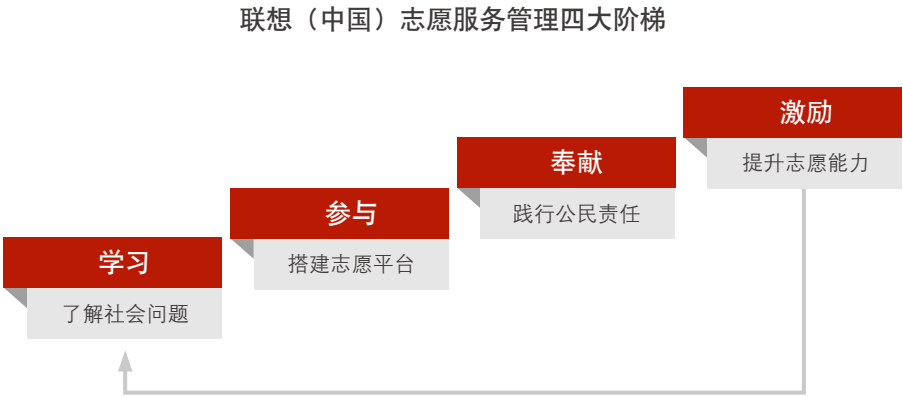 联想（中国）志愿服务管理四大阶梯
激励
提升志愿能力
奉献
践行公民责任
参与
搭建志愿平台
学习
了解社会问题